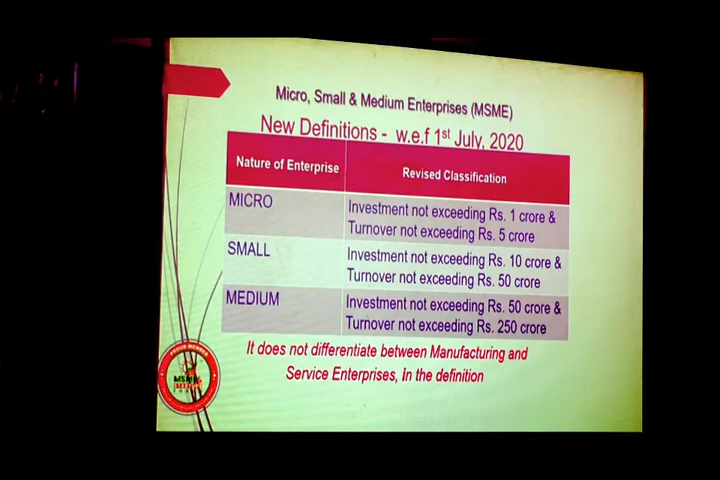 Micro, Small & Medium Enterprises (MSME)
New Definitions - w.e.f 1st July, 2020
Nature of Enterprise
Revised Classification
MICRO
Investment not exceeding Rs. 1 crore &
Turnover not exceeding Rs. 5 crore
SMALL
Investment not exceeding Rs. 10 crore &
Turnover not exceeding Rs. 50 crore
MEDIUM
Investment not exceeding Rs. 50 crore &
Turnover not exceeding Rs. 250 crore
It does not differentiate between Manufacturing and
Service Enterprises, in the definition
PROUD MEMBER
MSME